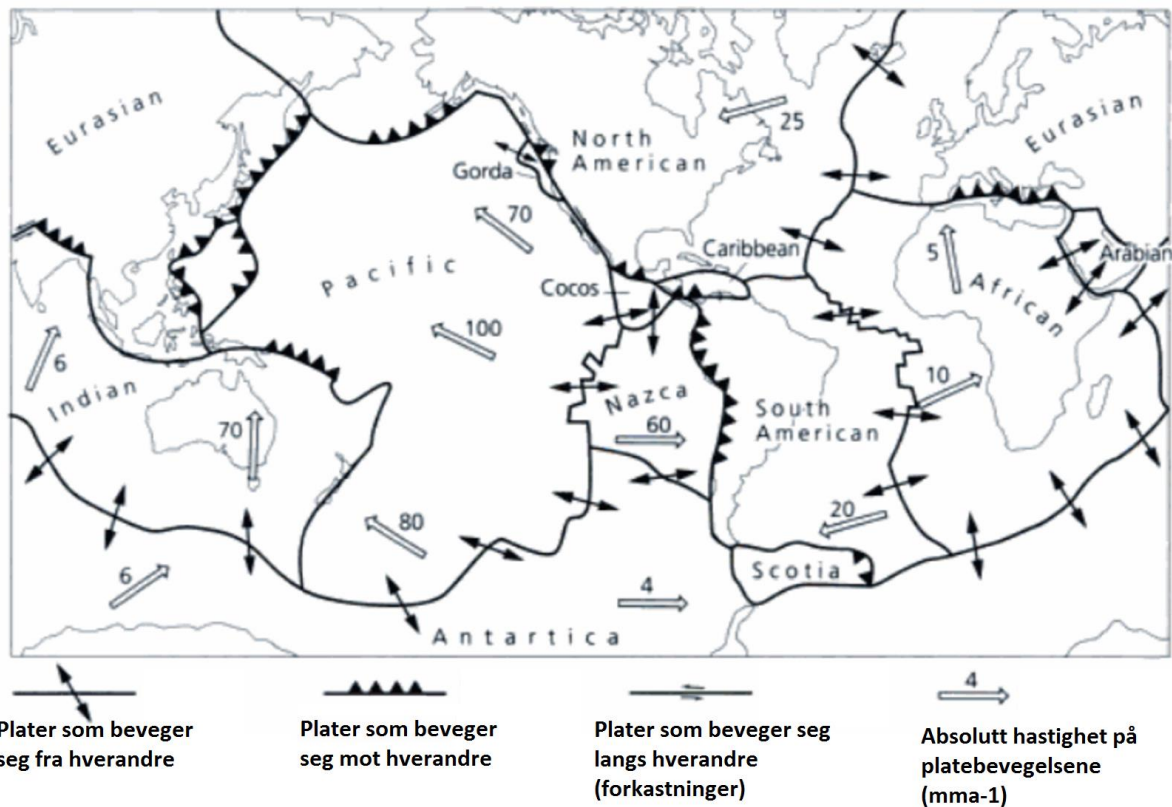 Eurasian
North
American
25
Eurasian
Gorda
70
Caribbean
5
Arabian
Pacific
Cocos
African
6
100
Indian
Nazca
10
70
60
South
American
80
20
6
4
Scotia
Antartica
4
Plater som beveger
seg fra hverandre
Plater som beveger
seg mot hverandre
Plater som beveger seg
langs hverandre
(forkastninger)
Absolutt hastighet på
platebevegelsene
(mma-1)